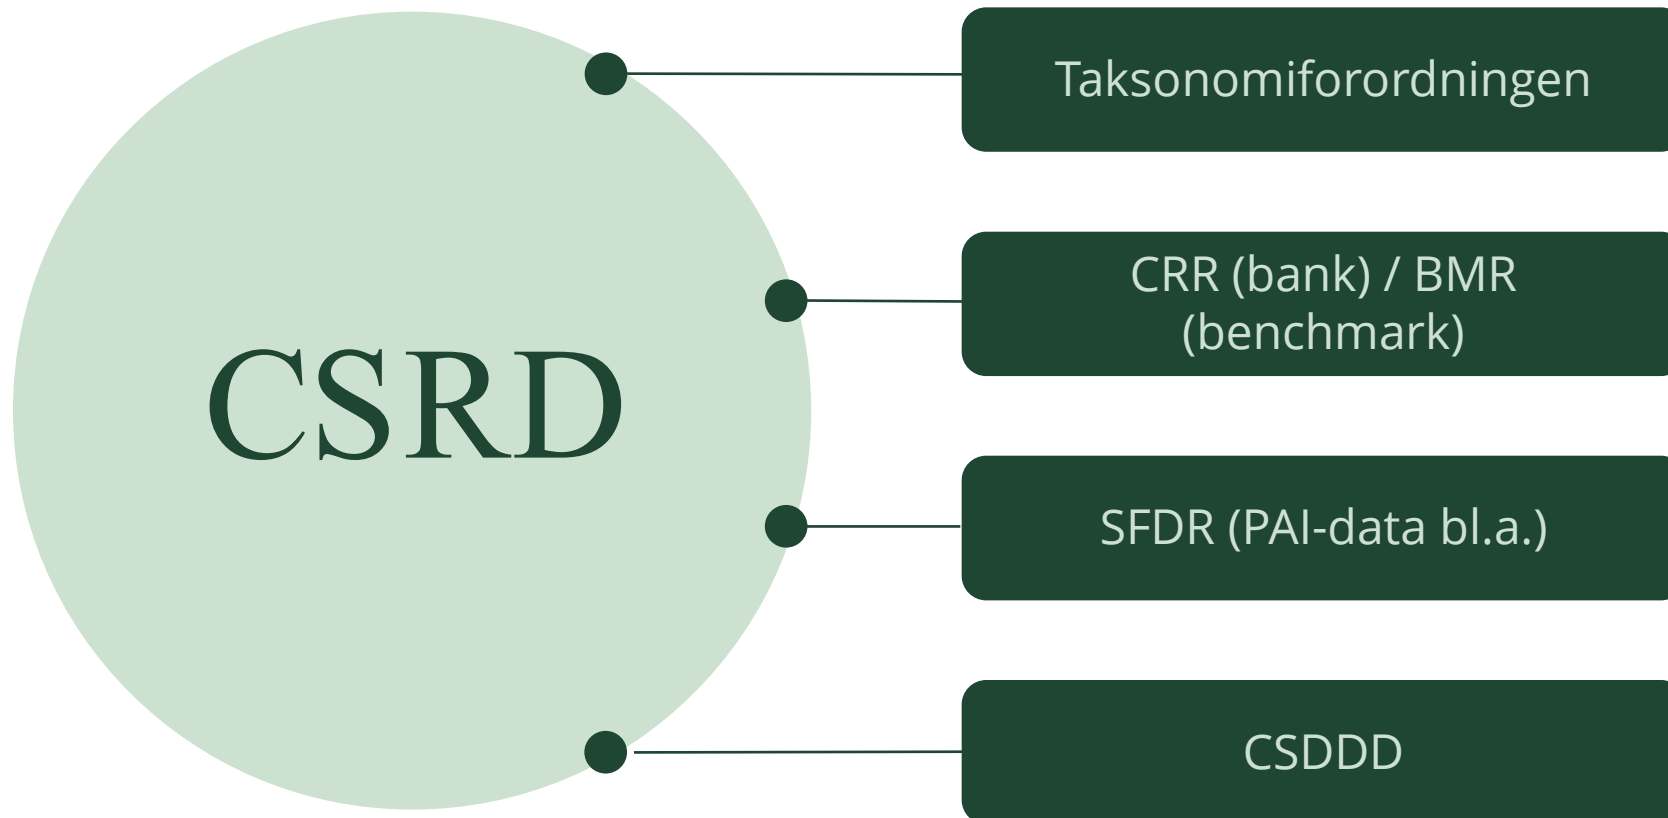 CSRD
Taksonomiforordningen
CRR (bank) / BMR
(benchmark)
SFDR (PAI-data bl.a.)
CSDDD